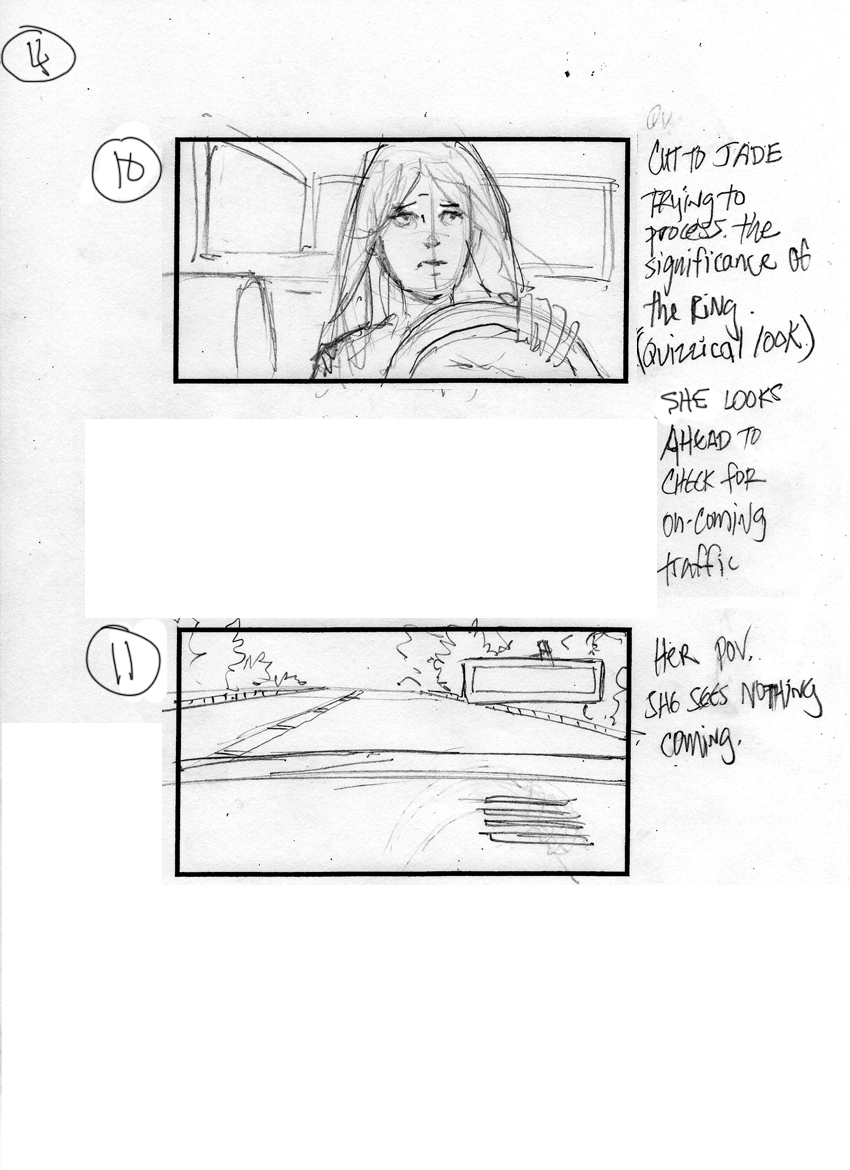 4
10
CUT TO JADE
TRYING TO
process the
significance of
the Ring.
(Quizzical look)
SHE LOOKS
AHEAD TO
CHECK for
on-coming
traffic
11
HER POV.
SHE SEES NOTHING
coming.